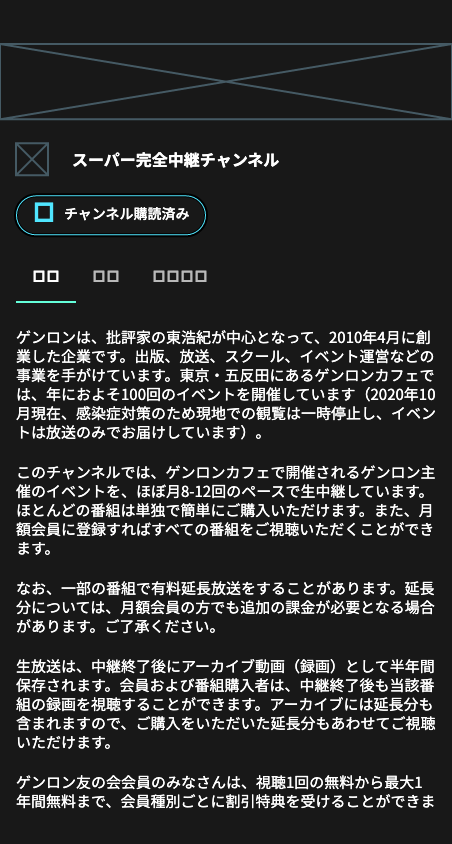 スーパー完全中継チャンネル
チャンネル購読済み
ゲンロンは、批評家の東浩紀が中心となって、2010年4月に創
業した企業です。出版、放送、スクール、イベント運営などの
事業を手がけています。東京・五反田にあるゲンロンカフェで
は、年におよそ100回のイベントを開催しています（2020年10
月現在、感染症対策のため現地での観覧は一時停止し、イベン
トは放送のみでお届けしています）。
このチャンネルでは、ゲンロンカフェで開催されるゲンロン主
催のイベントを、ほぼ月8-12回のペースで生中継しています。
ほとんどの番組は単独で簡単にご購入いただけます。また、月
額会員に登録すればすべての番組をご視聴いただくことができ
ます。
なお、一部の番組で有料延長放送をすることがあります。延長
分については、月額会員の方でも追加の課金が必要となる場合
があります。ご了承ください。
生放送は、中継終了後にアーカイブ動画（録画）として半年間
保存されます。会員および番組購入者は、中継終了後も当該番
組の録画を視聴することができます。アーカイブには延長分も
含まれますので、ご購入をいただいた延長分もあわせてご視聴
いただけます。
ゲンロン友の会会員のみなさんは、視聴1回の無料から最大1
年間無料まで、会員種別ごとに割引特典を受けることができま